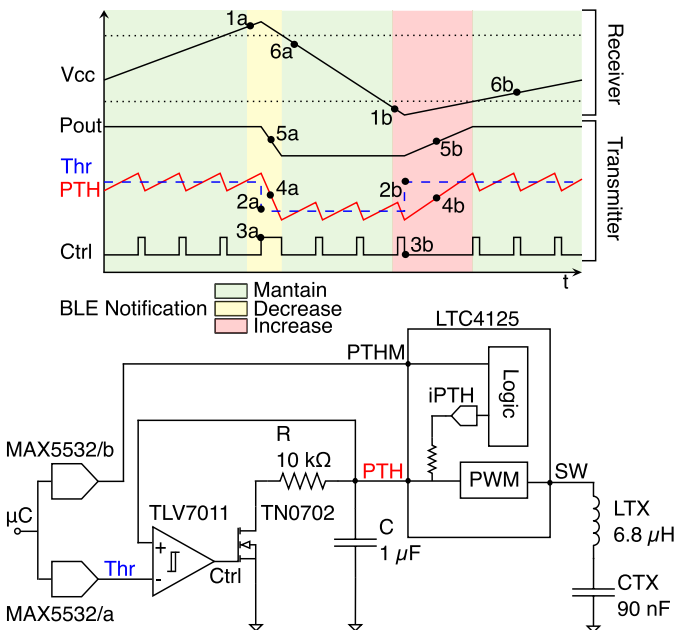 1a
Receiver
6a
Vcc
6b
1b
Pout
5a
5b
Transmitter
Thr
PTH
4a
2b
2a
4b
3a
Ctrl
3b
t
BLE Notification
Mantain
Decrease
Increase
LTC4125
PTHM
Logic
iPTH
R
10 kΩ
MAX5532/b
PTH
PWM
SW
µC
TLV7011
TN0702
LTX
6.8 µH
+
C
1 µF
Thr
-
Ctrl
CTX
90 nF
MAX5532/a